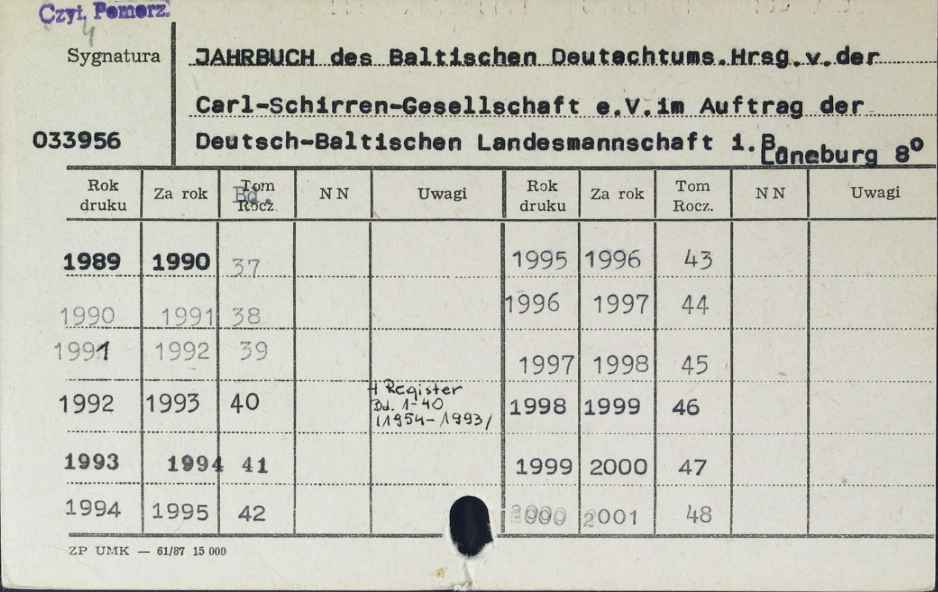 Czyt. Pomorz.
4
Sygnatura
JAHRBUCH des Baltischen Deutschtums.Hrsg.v.der
Carl-Schirren-Gesellschaft e.V.im Auftrag der
033956 Deutsch-Baltischen Landesmannschaft i.B.
Lüneburg 8º
Rok druku Za rok Tom Rocz. Bd. NN Uwagi Rok druku Za rok Tom Rocz. NN Uwagi
1989 1990 37 1995 1996 43
1990 1991 38 1996 1997 44
1991 1992 39 1997 1998 45
1992 1993 40 + Register Bd. 1-40 /1954-1993/ 1998 1999 46
1993 1994 41 1999 2000 47
1994 1995 42 2000 2001 48
ZP UMK — 61/87 15 000